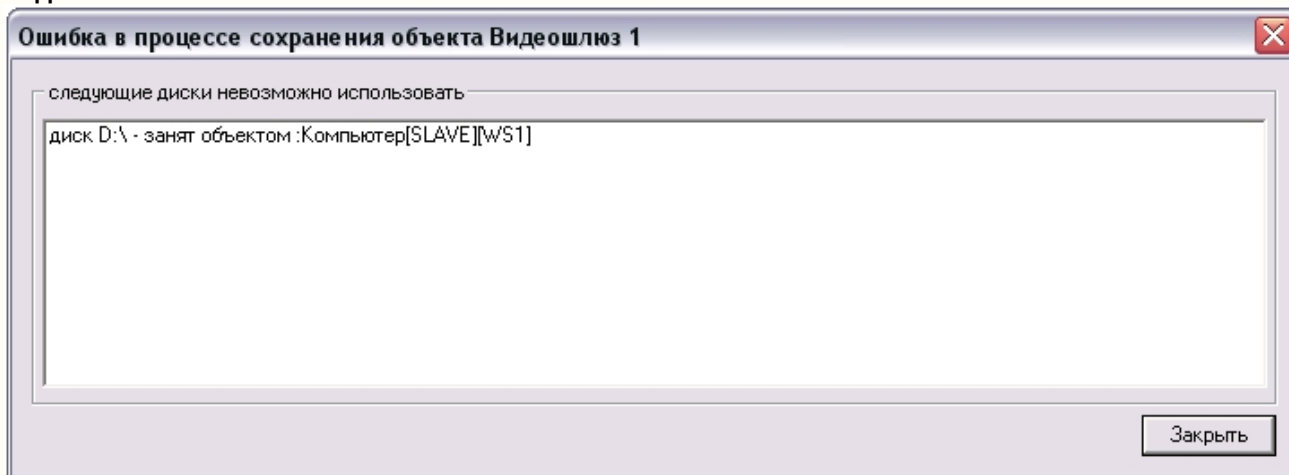 Ошибка в процессе сохранения объекта Видеошлюз 1
следующие диски невозможно использовать
диск D:\ - занят объектом :Компьютер[SLAVE][WS1]
Закрыть